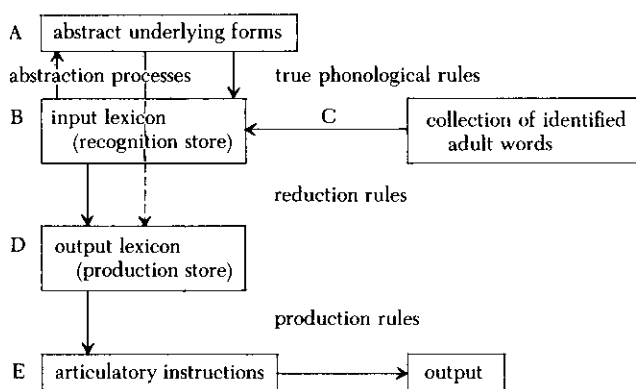 A abstract underlying forms
abstraction processes true phonological rules
B input lexicon C collection of identified
(recognition store) adult words
reduction rules
D output lexicon
(production store)
production rules
E articulatory instructions output